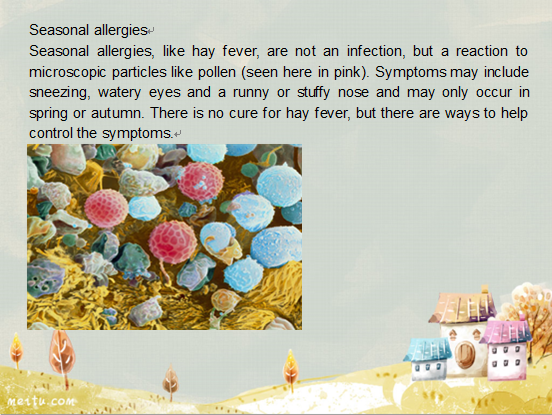 Seasonal allergies
Seasonal allergies, like hay fever, are not an infection, but a reaction to
microscopic particles like pollen (seen here in pink). Symptoms may include
sneezing, watery eyes and a runny or stuffy nose and may only occur in
spring or autumn. There is no cure for hay fever, but there are ways to help
control the symptoms.
meitu.com